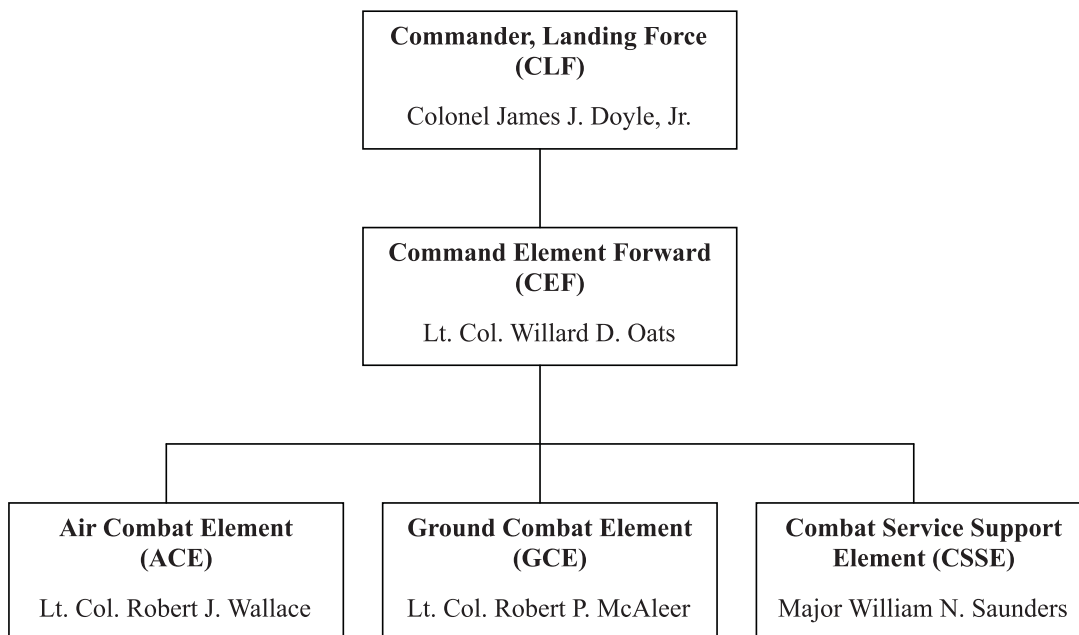 Commander, Landing Force
(CLF)
Colonel James J. Doyle, Jr.
Command Element Forward
(CEF)
Lt. Col. Willard D. Oats
Air Combat Element
(ACE)
Lt. Col. Robert J. Wallace
Ground Combat Element
(GCE)
Lt. Col. Robert P. McAleer
Combat Service Support
Element (CSSE)
Major William N. Saunders